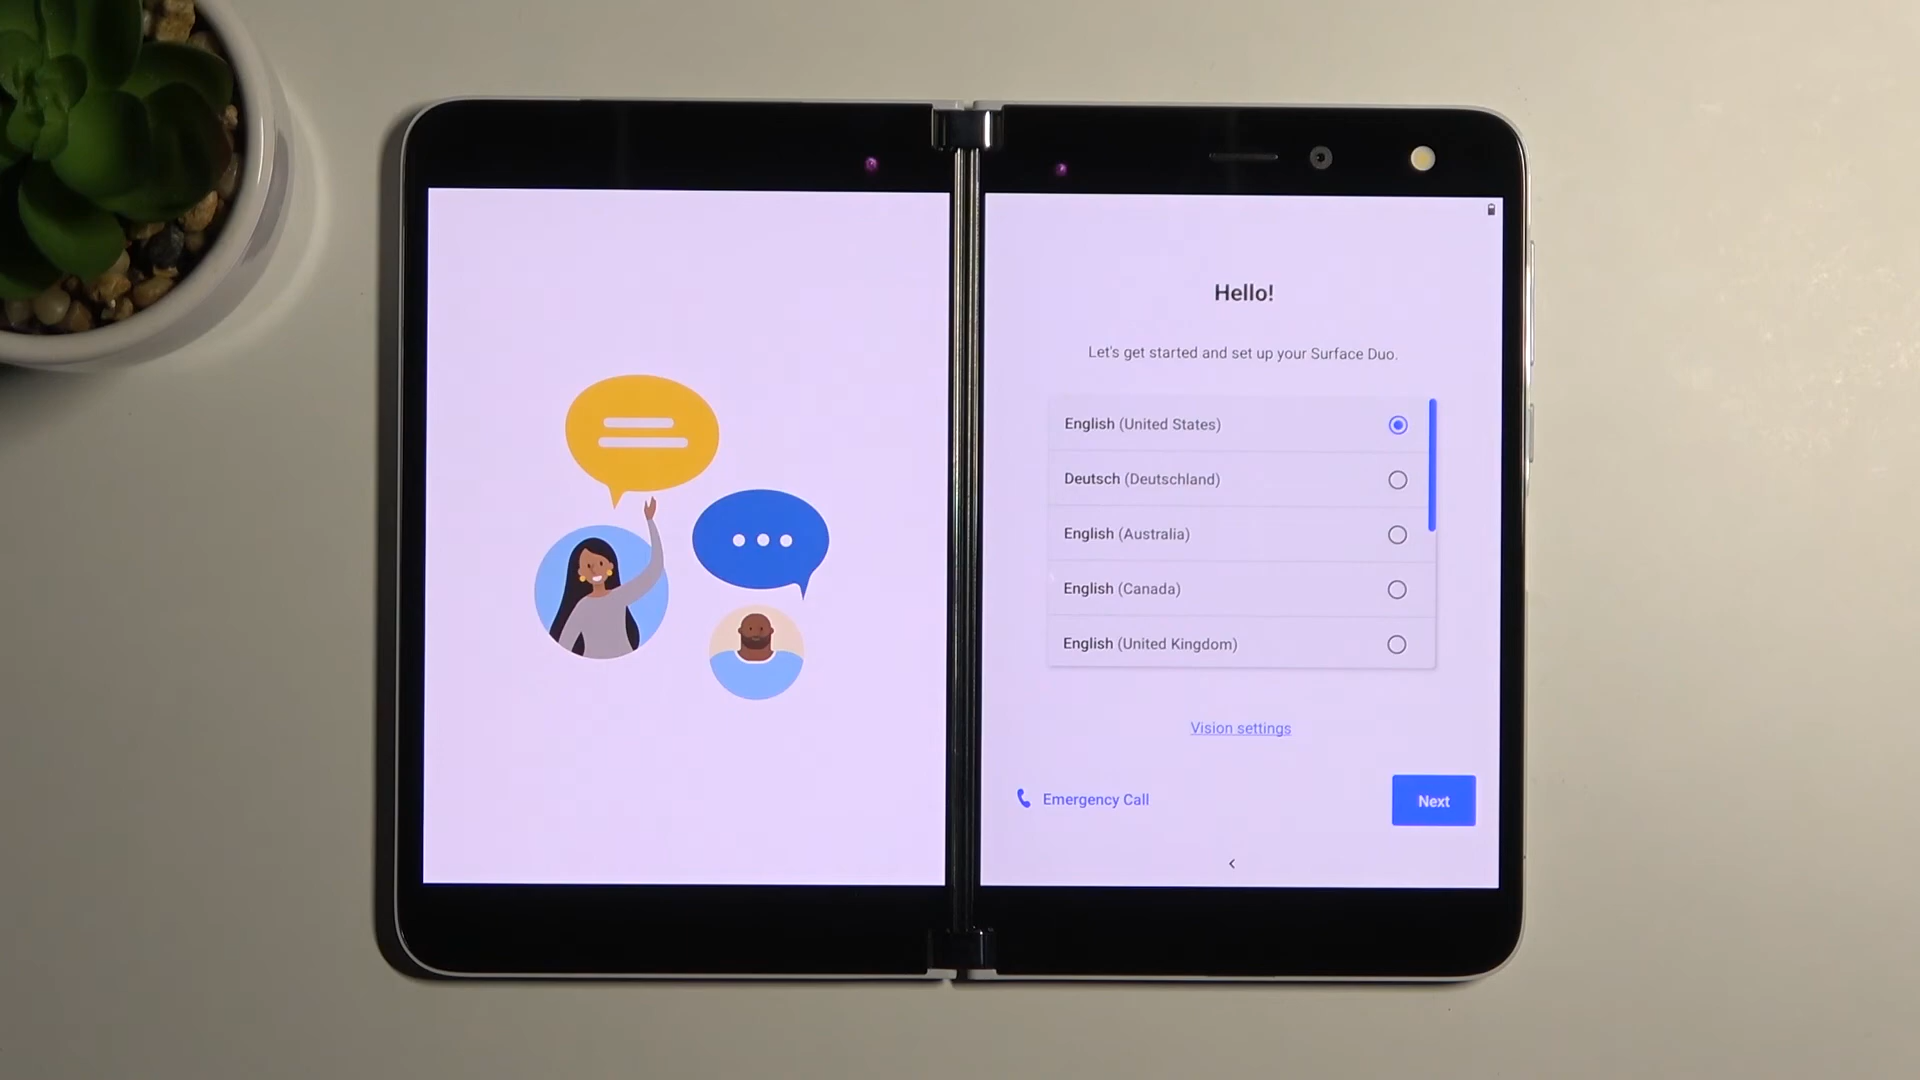 Hello!
Let's get started and set up your Surface Duo.
English (United States)
Deutsch (Deutschland)
English (Australia)
English (Canada)
English (United Kingdom)
Vision settings
Emergency Call
Next